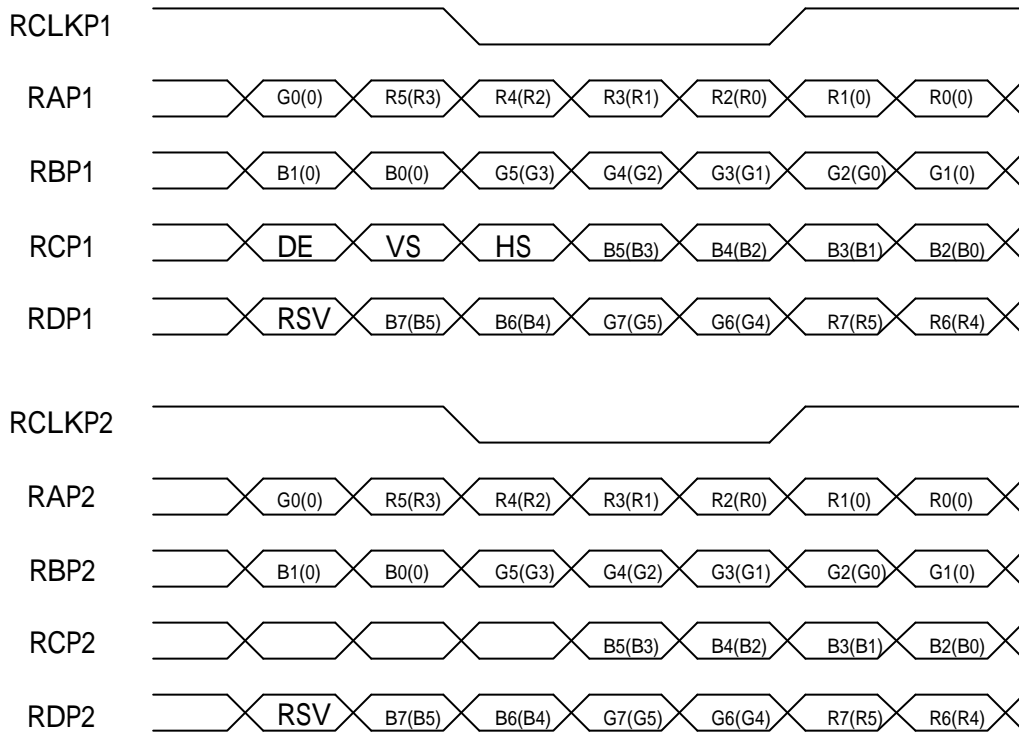 RCLKP1
RAP1 G0(0) R5(R3) R4(R2) R3(R1) R2(R0) R1(0) R0(0)
RBP1 B1(0) B0(0) G5(G3) G4(G2) G3(G1) G2(G0) G1(0)
RCP1 DE VS HS B5(B3) B4(B2) B3(B1) B2(B0)
RDP1 RSV B7(B5) B6(B4) G7(G5) G6(G4) R7(R5) R6(R4)
RCLKP2
RAP2 G0(0) R5(R3) R4(R2) R3(R1) R2(R0) R1(0) R0(0)
RBP2 B1(0) B0(0) G5(G3) G4(G2) G3(G1) G2(G0) G1(0)
RCP2 B5(B3) B4(B2) B3(B1) B2(B0)
RDP2 RSV B7(B5) B6(B4) G7(G5) G6(G4) R7(R5) R6(R4)